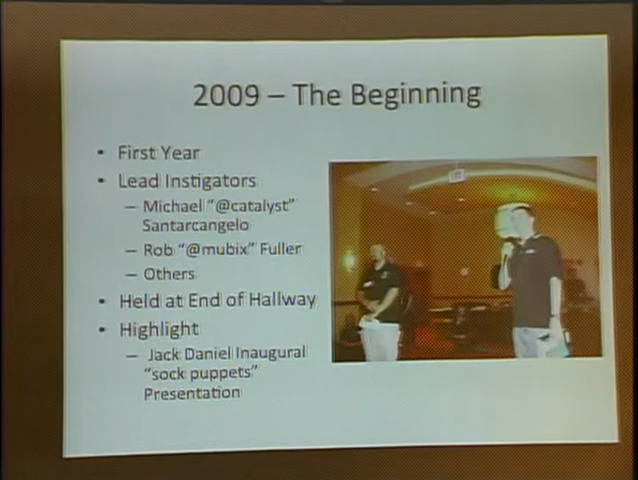 2009 – The Beginning
• First Year
• Lead Instigators
– Michael "@catalyst"
Santarcangelo
– Rob "@mubix" Fuller
– Others
• Held at End of Hallway
• Highlight
– Jack Daniel Inaugural
"sock puppets"
Presentation